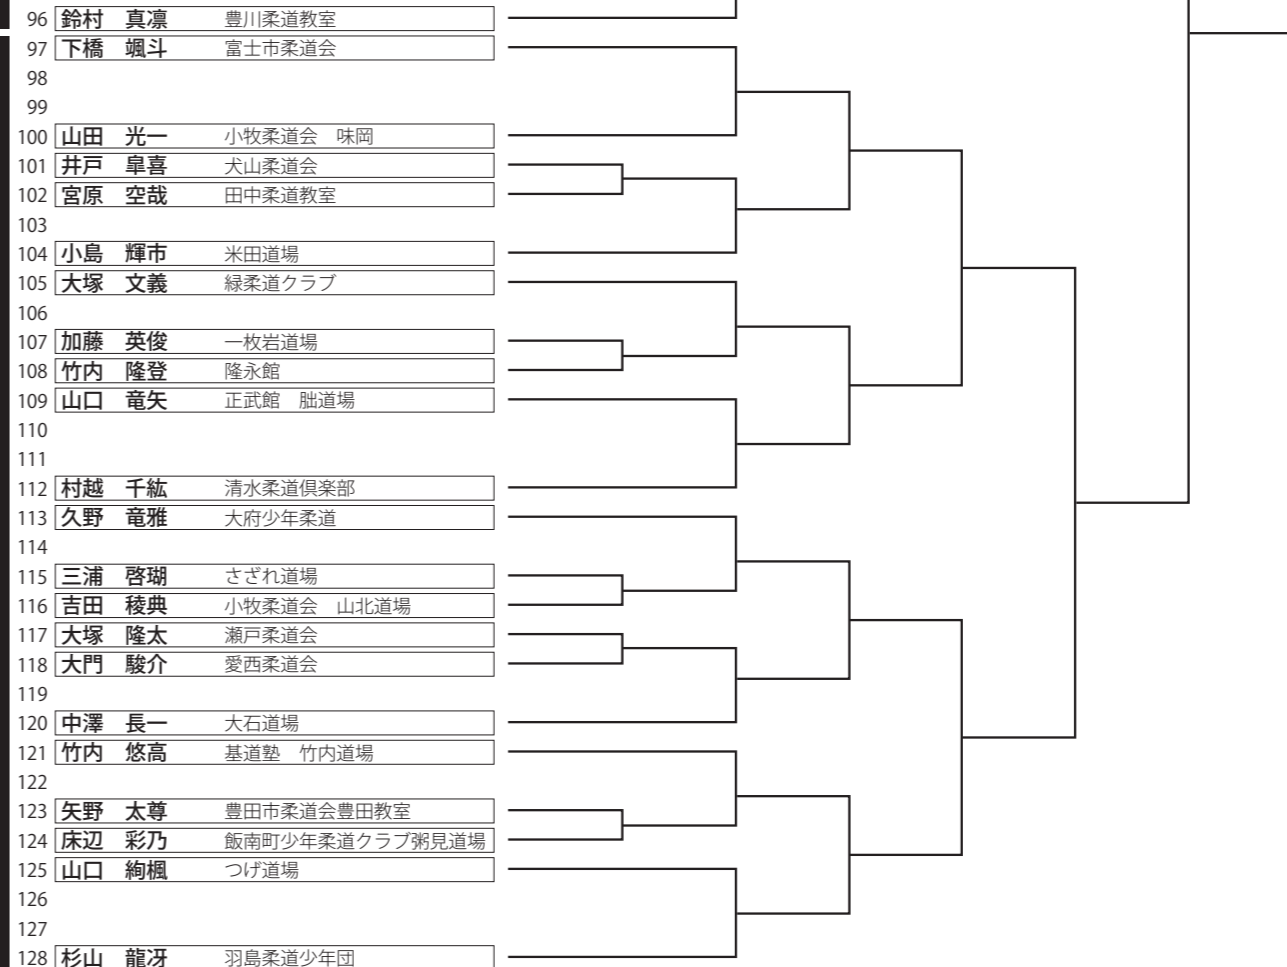 96 鈴村 真凛 豊川柔道教室
97 下橋 颯斗 富士市柔道会
98
99
100 山田 光一 小牧柔道会 味岡
101 井戸 皐喜 犬山柔道会
102 宮原 空哉 田中柔道教室
103
104 小島 輝市 米田道場
105 大塚 文義 緑柔道クラブ
106
107 加藤 英俊 一枚岩道場
108 竹内 隆登 隆永館
109 山口 竜矢 正武館 朏道場
110
111
112 村越 千紘 清水柔道倶楽部
113 久野 竜雅 大府少年柔道
114
115 三浦 啓瑚 さざれ道場
116 吉田 稜典 小牧柔道会 山北道場
117 大塚 隆太 瀬戸柔道会
118 大門 駿介 愛西柔道会
119
120 中澤 長一 大石道場
121 竹内 悠高 基道塾 竹内道場
122
123 矢野 太尊 豊田市柔道会豊田教室
124 床辺 彩乃 飯南町少年柔道クラブ粥見道場
125 山口 絢楓 つげ道場
126
127
128 杉山 龍冴 羽島柔道少年団